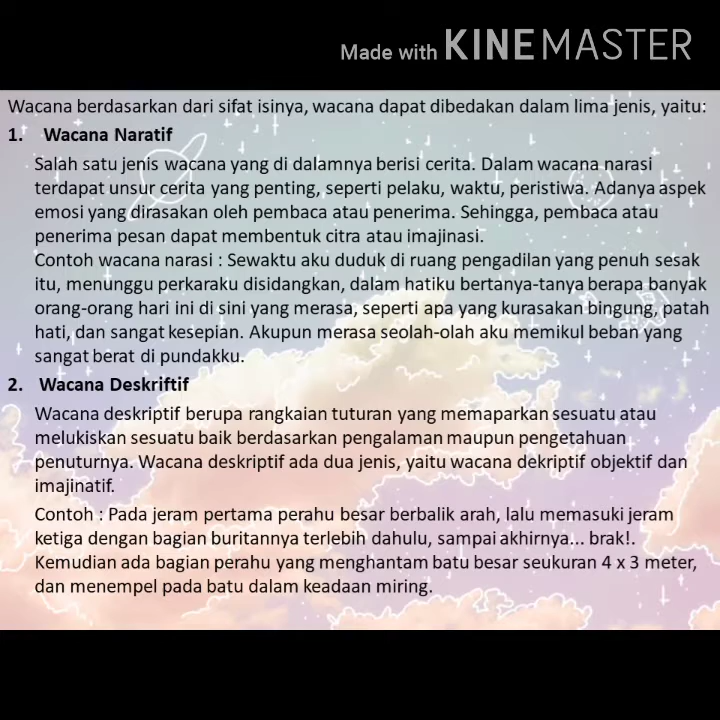 Made with KINEMASTER
Wacana berdasarkan dari sifat isinya, wacana dapat dibedakan dalam lima jenis, yaitu:
1. Wacana Naratif
Salah satu jenis wacana yang di dalamnya berisi cerita. Dalam wacana narasi
terdapat unsur cerita yang penting, seperti pelaku, waktu, peristiwa. Adanya aspek
emosi yang dirasakan oleh pembaca atau penerima. Sehingga, pembaca atau
penerima pesan dapat membentuk citra atau imajinasi.
Contoh wacana narasi : Sewaktu aku duduk di ruang pengadilan yang penuh sesak
itu, menunggu perkaraku disidangkan, dalam hatiku bertanya-tanya berapa banyak
orang-orang hari ini di sini yang merasa, seperti apa yang kurasakan bingung, patah
hati, dan sangat kesepian. Akupun merasa seolah-olah aku memikul beban yang
sangat berat di pundakku.
2. Wacana Deskriftif
Wacana deskriptif berupa rangkaian tuturan yang memaparkan sesuatu atau
melukiskan sesuatu baik berdasarkan pengalaman maupun pengetahuan
penuturnya. Wacana deskriptif ada dua jenis, yaitu wacana dekriptif objektif dan
imajinatif.
Contoh : Pada jeram pertama perahu besar berbalik arah, lalu memasuki jeram
ketiga dengan bagian buritannya terlebih dahulu, sampai akhirnya... brak!.
Kemudian ada bagian perahu yang menghantam batu besar seukuran 4 x 3 meter,
dan menempel pada batu dalam keadaan miring.